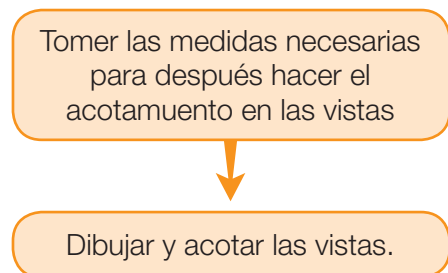 Tomer las medidas necesarias
para después hacer el
acotamuento en las vistas
Dibujar y acotar las vistas.